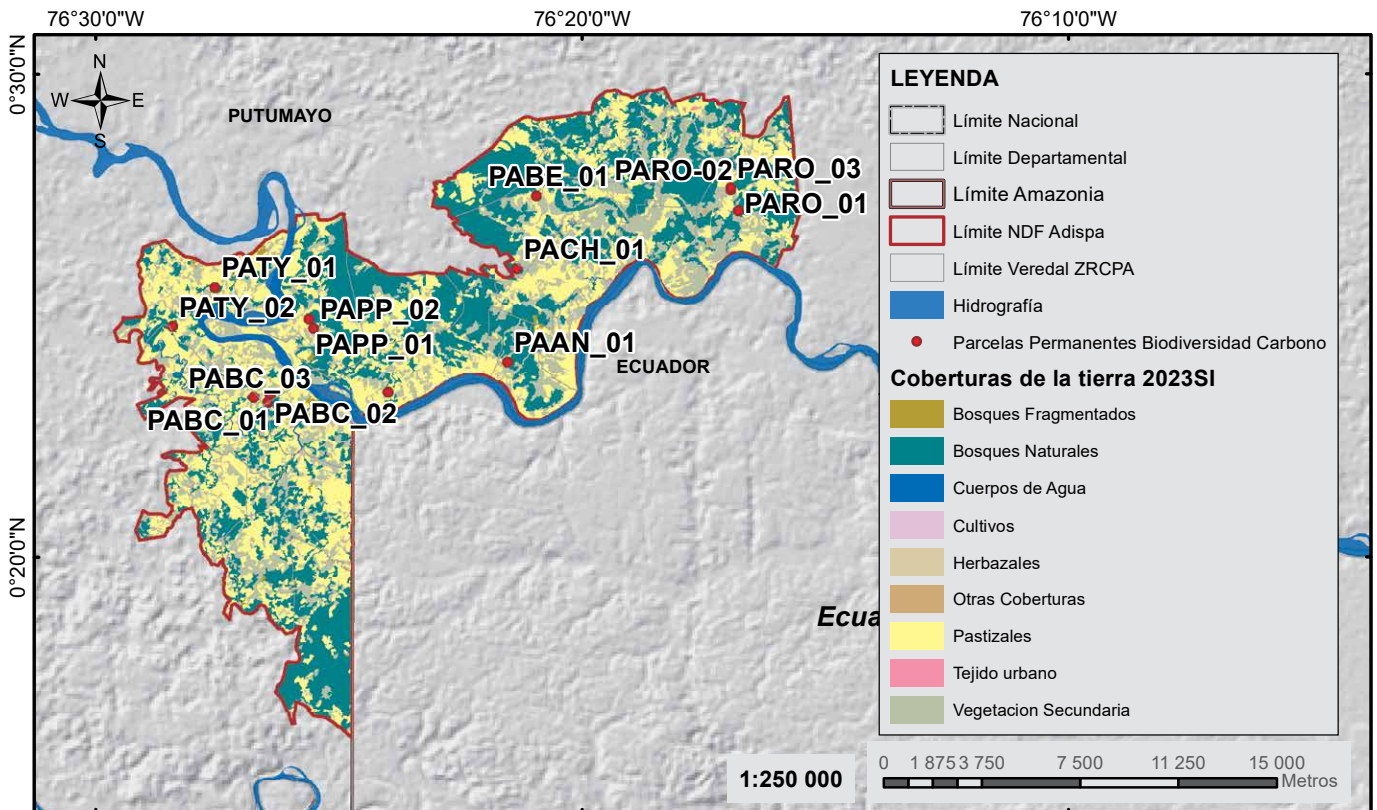 76°30'0"W
76°20'0"W
76°10'0"W
0°30'0"N
0°20'0"N
N
W
E
S
PUTUMAYO
PABE_01
PARO-02
PARO_03
PARO_01
PACH_01
PATY_01
PATY_02
PAPP_02
PAPP_01
PAAN_01
ECUADOR
PABC_03
PABC_01
PABC_02
Ecua
LEYENDA
Límite Nacional
Límite Departamental
Límite Amazonia
Límite NDF Adispa
Límite Veredal ZRCPA
Hidrografía
Parcelas Permanentes Biodiversidad Carbono
Coberturas de la tierra 2023SI
Bosques Fragmentados
Bosques Naturales
Cuerpos de Agua
Cultivos
Herbazales
Otras Coberturas
Pastizales
Tejido urbano
Vegetacion Secundaria
1:250 000
0 1 875 3 750 7 500 11 250 15 000
Metros